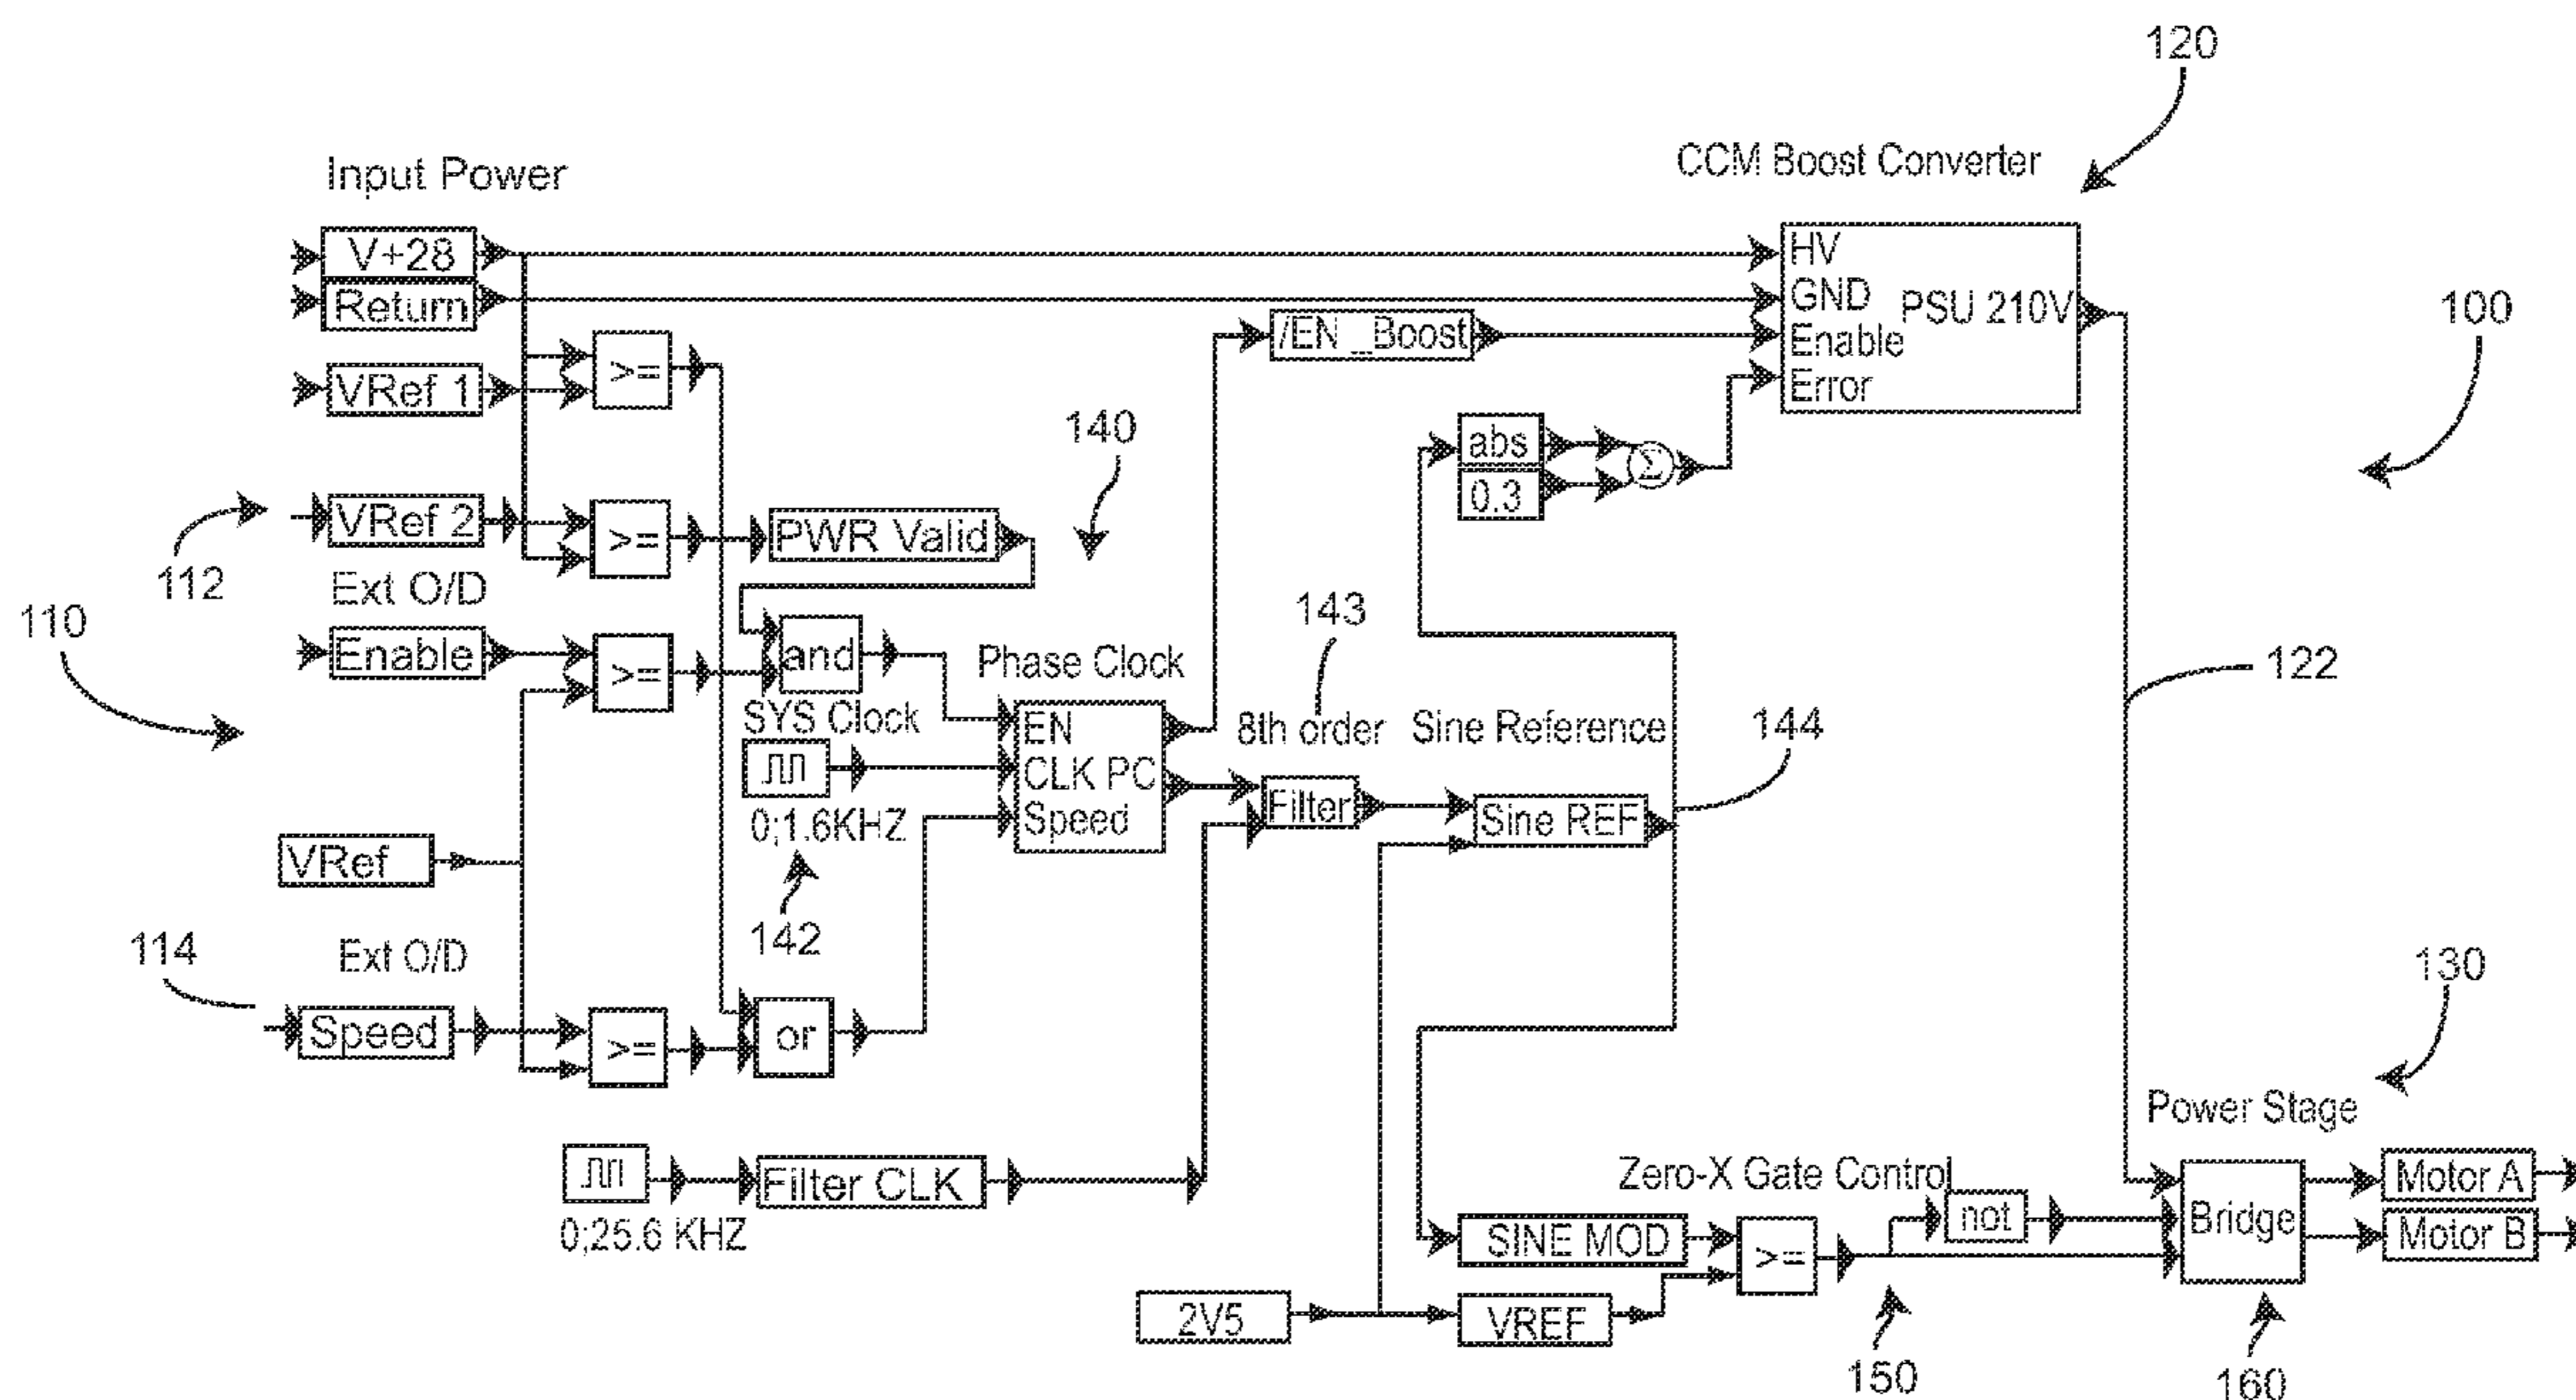 120
CCM Boost Converter
Input Power
V+28
Return
HV
GND
PSU 210V
Enable
Error
100
/EN _Boost
VRef 1
>=
140
abs
0.3
Σ
112
VRef 2
>=
PWR Valid
Ext O/D
110
Enable
>=
and
143
Phase Clock
122
SYS Clock
0;1.6KHZ
EN
CLK PC
Speed
8th order
Sine Reference
144
Filter
Sine REF
VRef
142
114
Ext O/D
Speed
>=
or
130
Power Stage
Filter CLK
0;25.6 KHZ
Zero-X Gate Control
not
Bridge
Motor A
Motor B
SINE MOD
>=
2V5
VREF
150
160